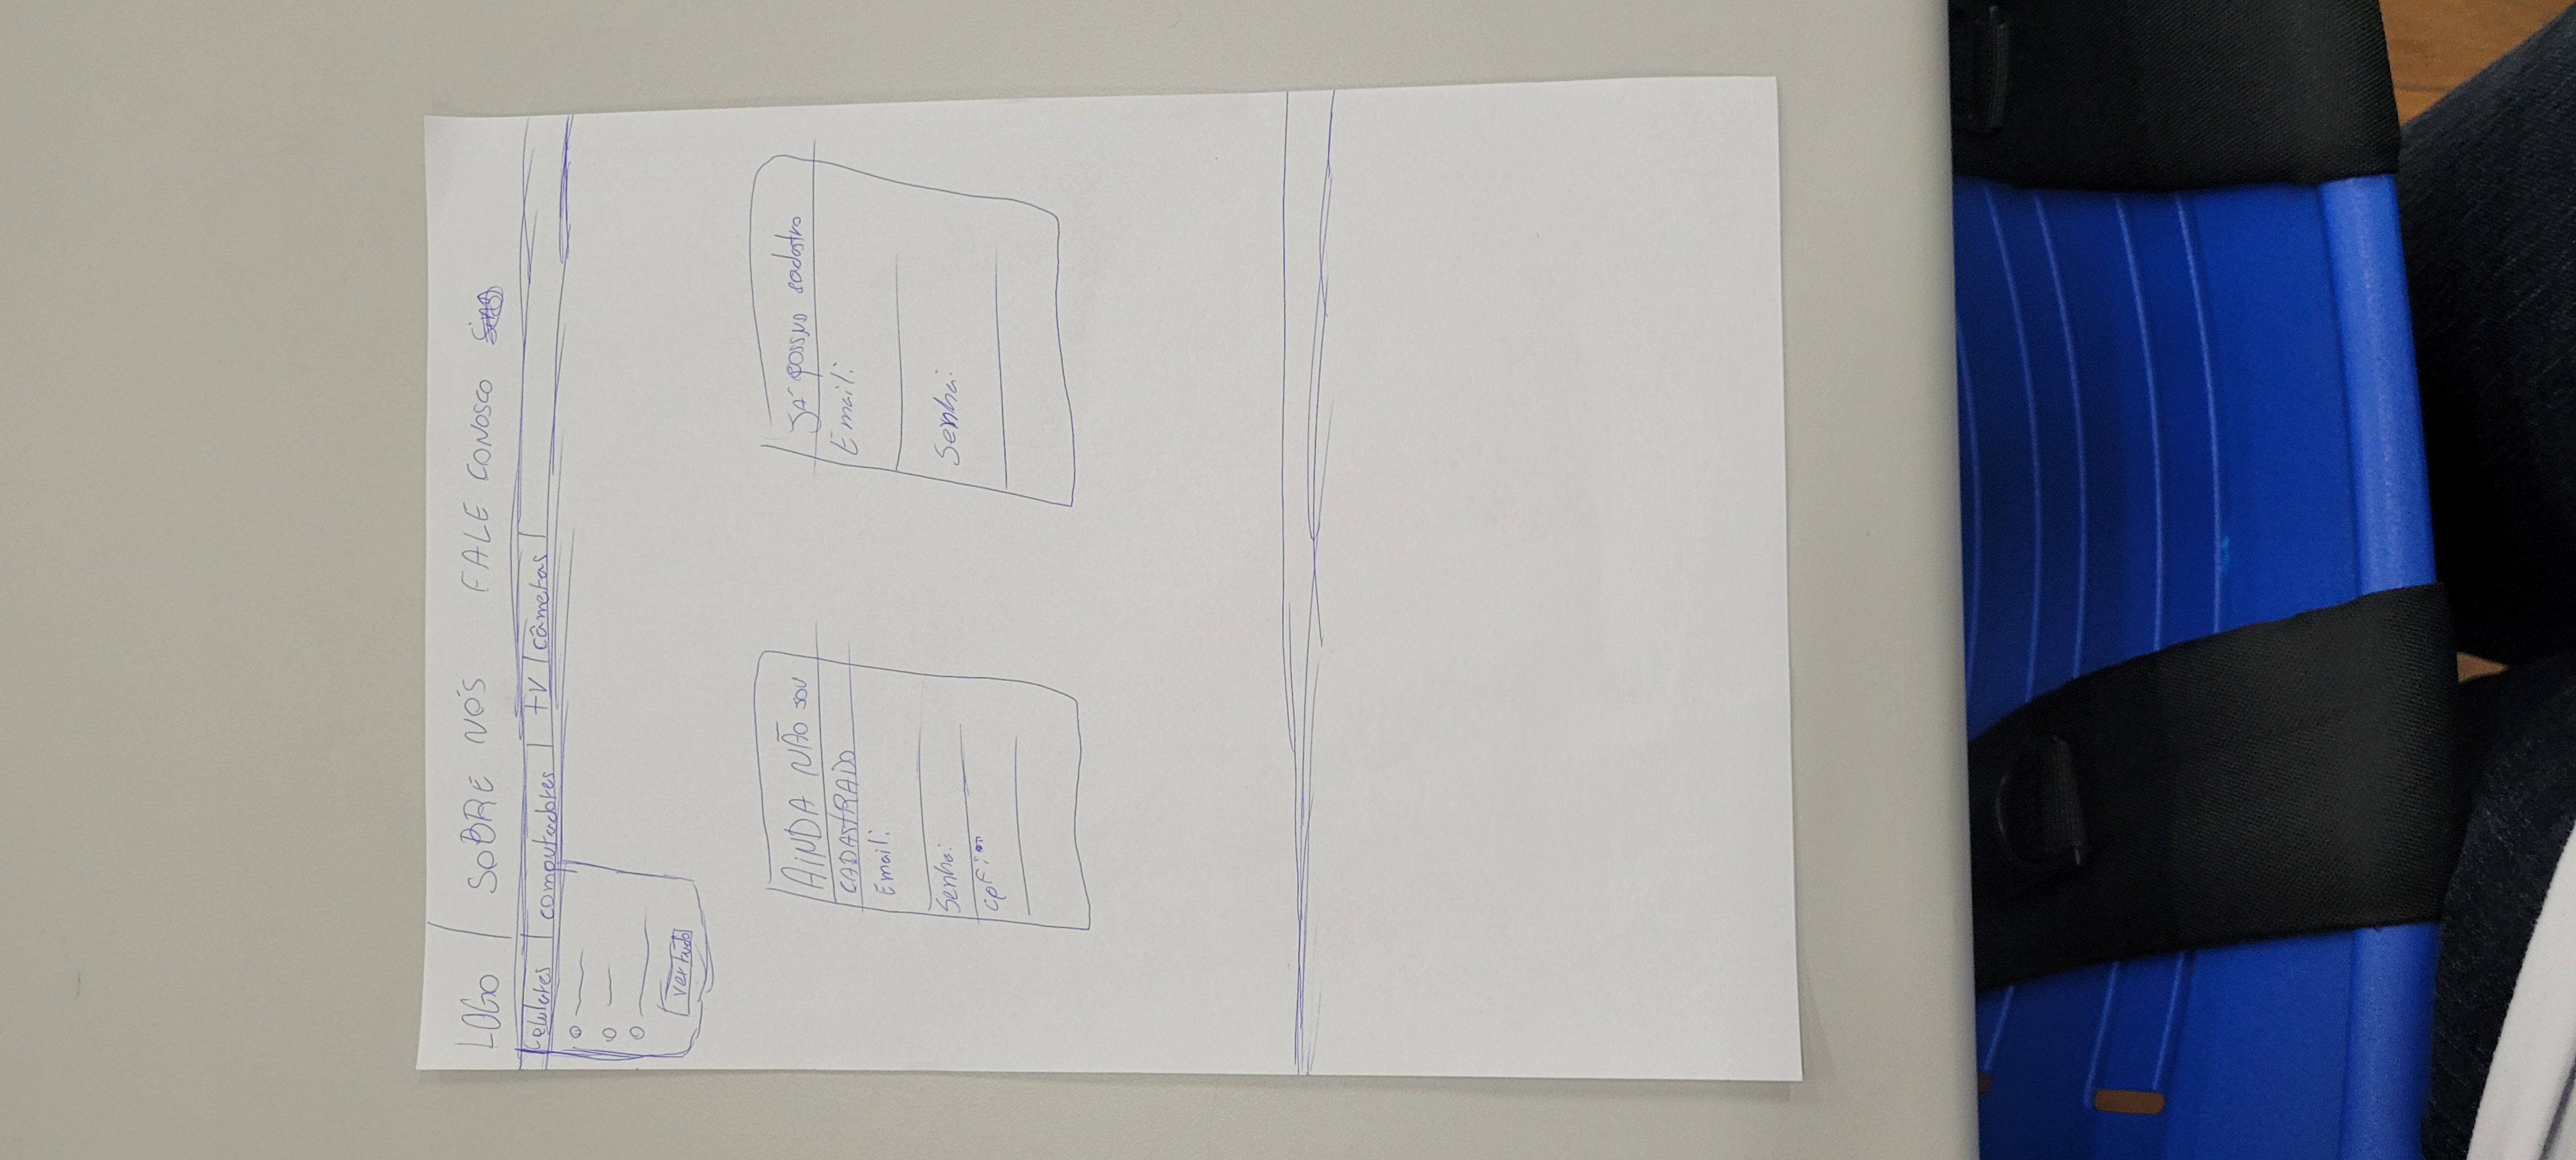 LOGO SOBRE NÓS FALE CONOSCO
Celulares computadores TV câmeras
ver tudo
AINDA NÃO SOU
CADASTRADO
Email:
Senha:
cpf:
JÁ possuo cadastro
Email:
Senha: